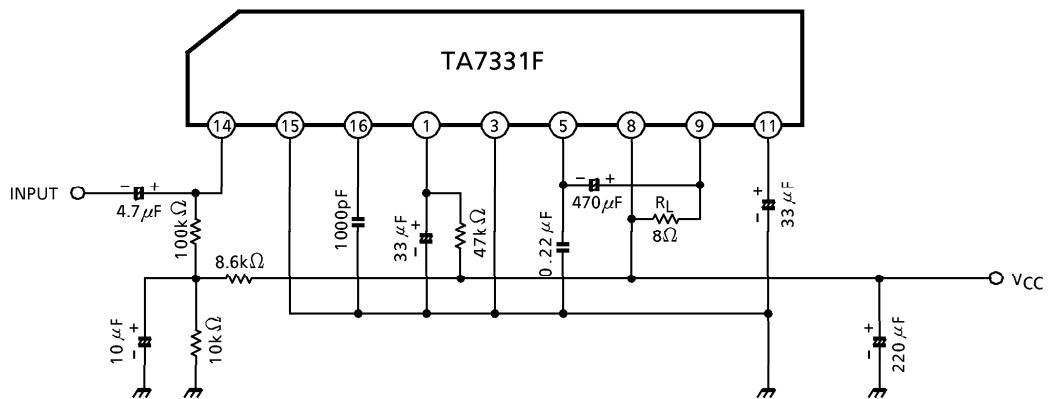 TA7331F
14 15 16 1 3 5 8 9 11
INPUT
- +
4.7μF
100kΩ
1000pF
33μF
+
-
47kΩ
- +
470μF
0.22μF
RL
8Ω
+
-
33μF
8.6kΩ
VCC
10μF
+
-
10kΩ
+
-
220μF